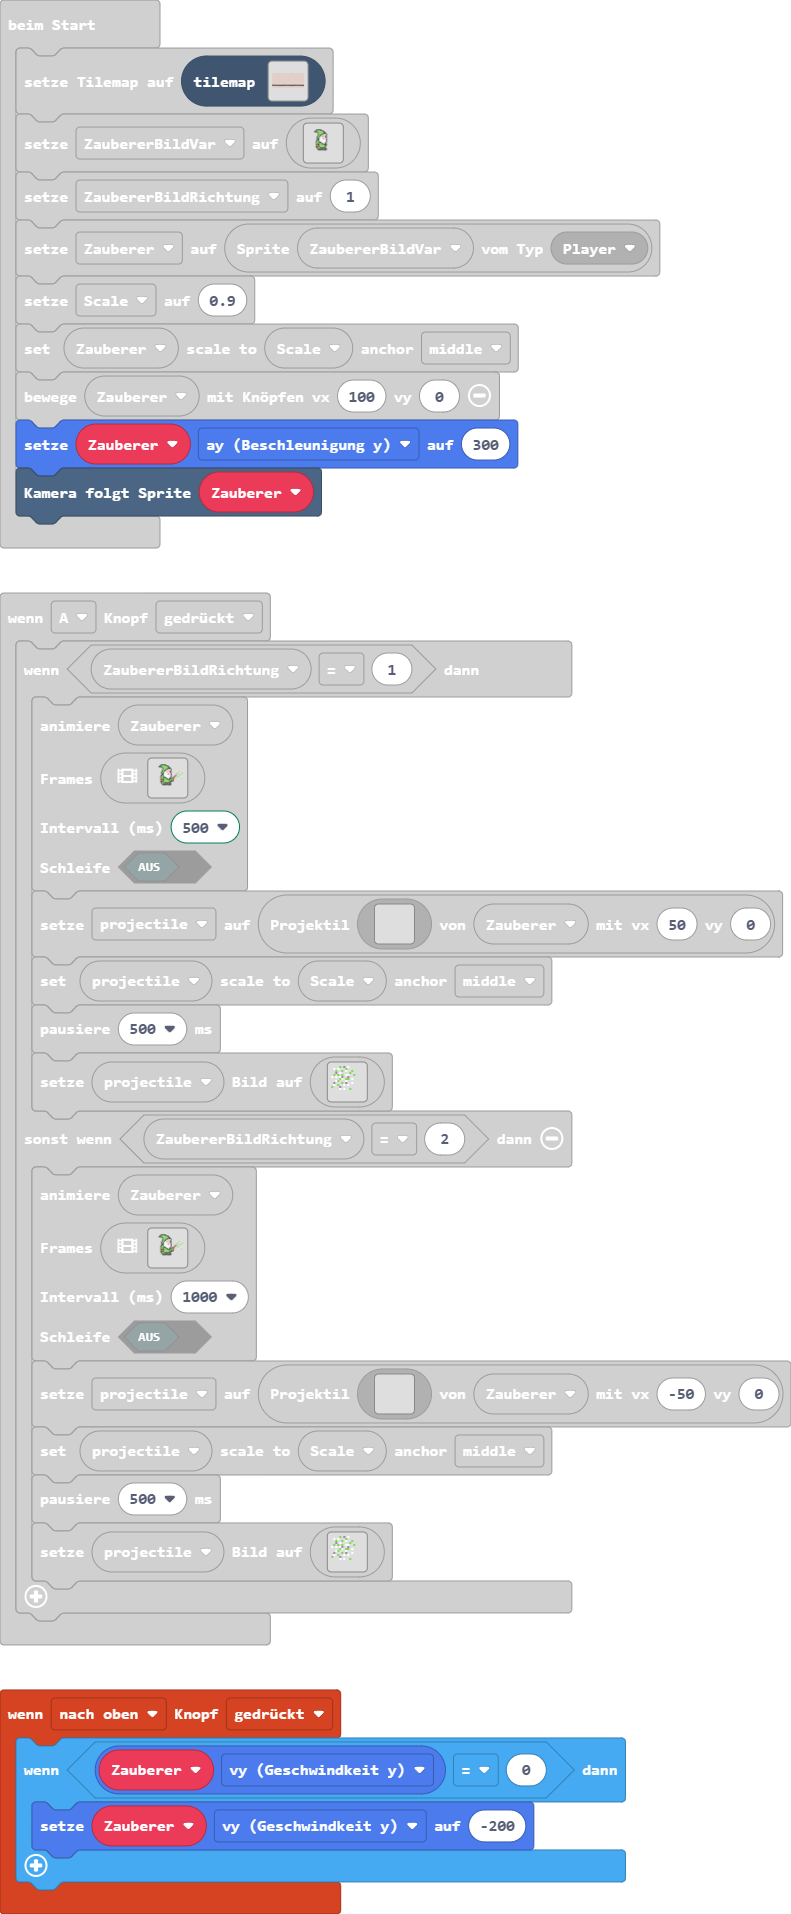 beim Start
setze Tilemap auf tilemap
setze ZaubererBildVar auf
setze ZaubererBildRichtung auf 1
setze Zauberer auf Sprite ZaubererBildVar vom Typ Player
setze Scale auf 0.9
set Zauberer scale to Scale anchor middle
bewege Zauberer mit Knöpfen vx 100 vy 0
setze Zauberer ay (Beschleunigung y) auf 300
Kamera folgt Sprite Zauberer
wenn A Knopf gedrückt
wenn ZaubererBildRichtung = 1 dann
animiere Zauberer
Frames
Intervall (ms) 500
Schleife AUS
setze projectile auf Projektil von Zauberer mit vx 50 vy 0
set projectile scale to Scale anchor middle
pausiere 500 ms
setze projectile Bild auf
sonst wenn ZaubererBildRichtung = 2 dann
animiere Zauberer
Frames
Intervall (ms) 1000
Schleife AUS
setze projectile auf Projektil von Zauberer mit vx -50 vy 0
set projectile scale to Scale anchor middle
pausiere 500 ms
setze projectile Bild auf
wenn nach oben Knopf gedrückt
wenn Zauberer vy (Geschwindkeit y) = 0 dann
setze Zauberer vy (Geschwindkeit y) auf -200